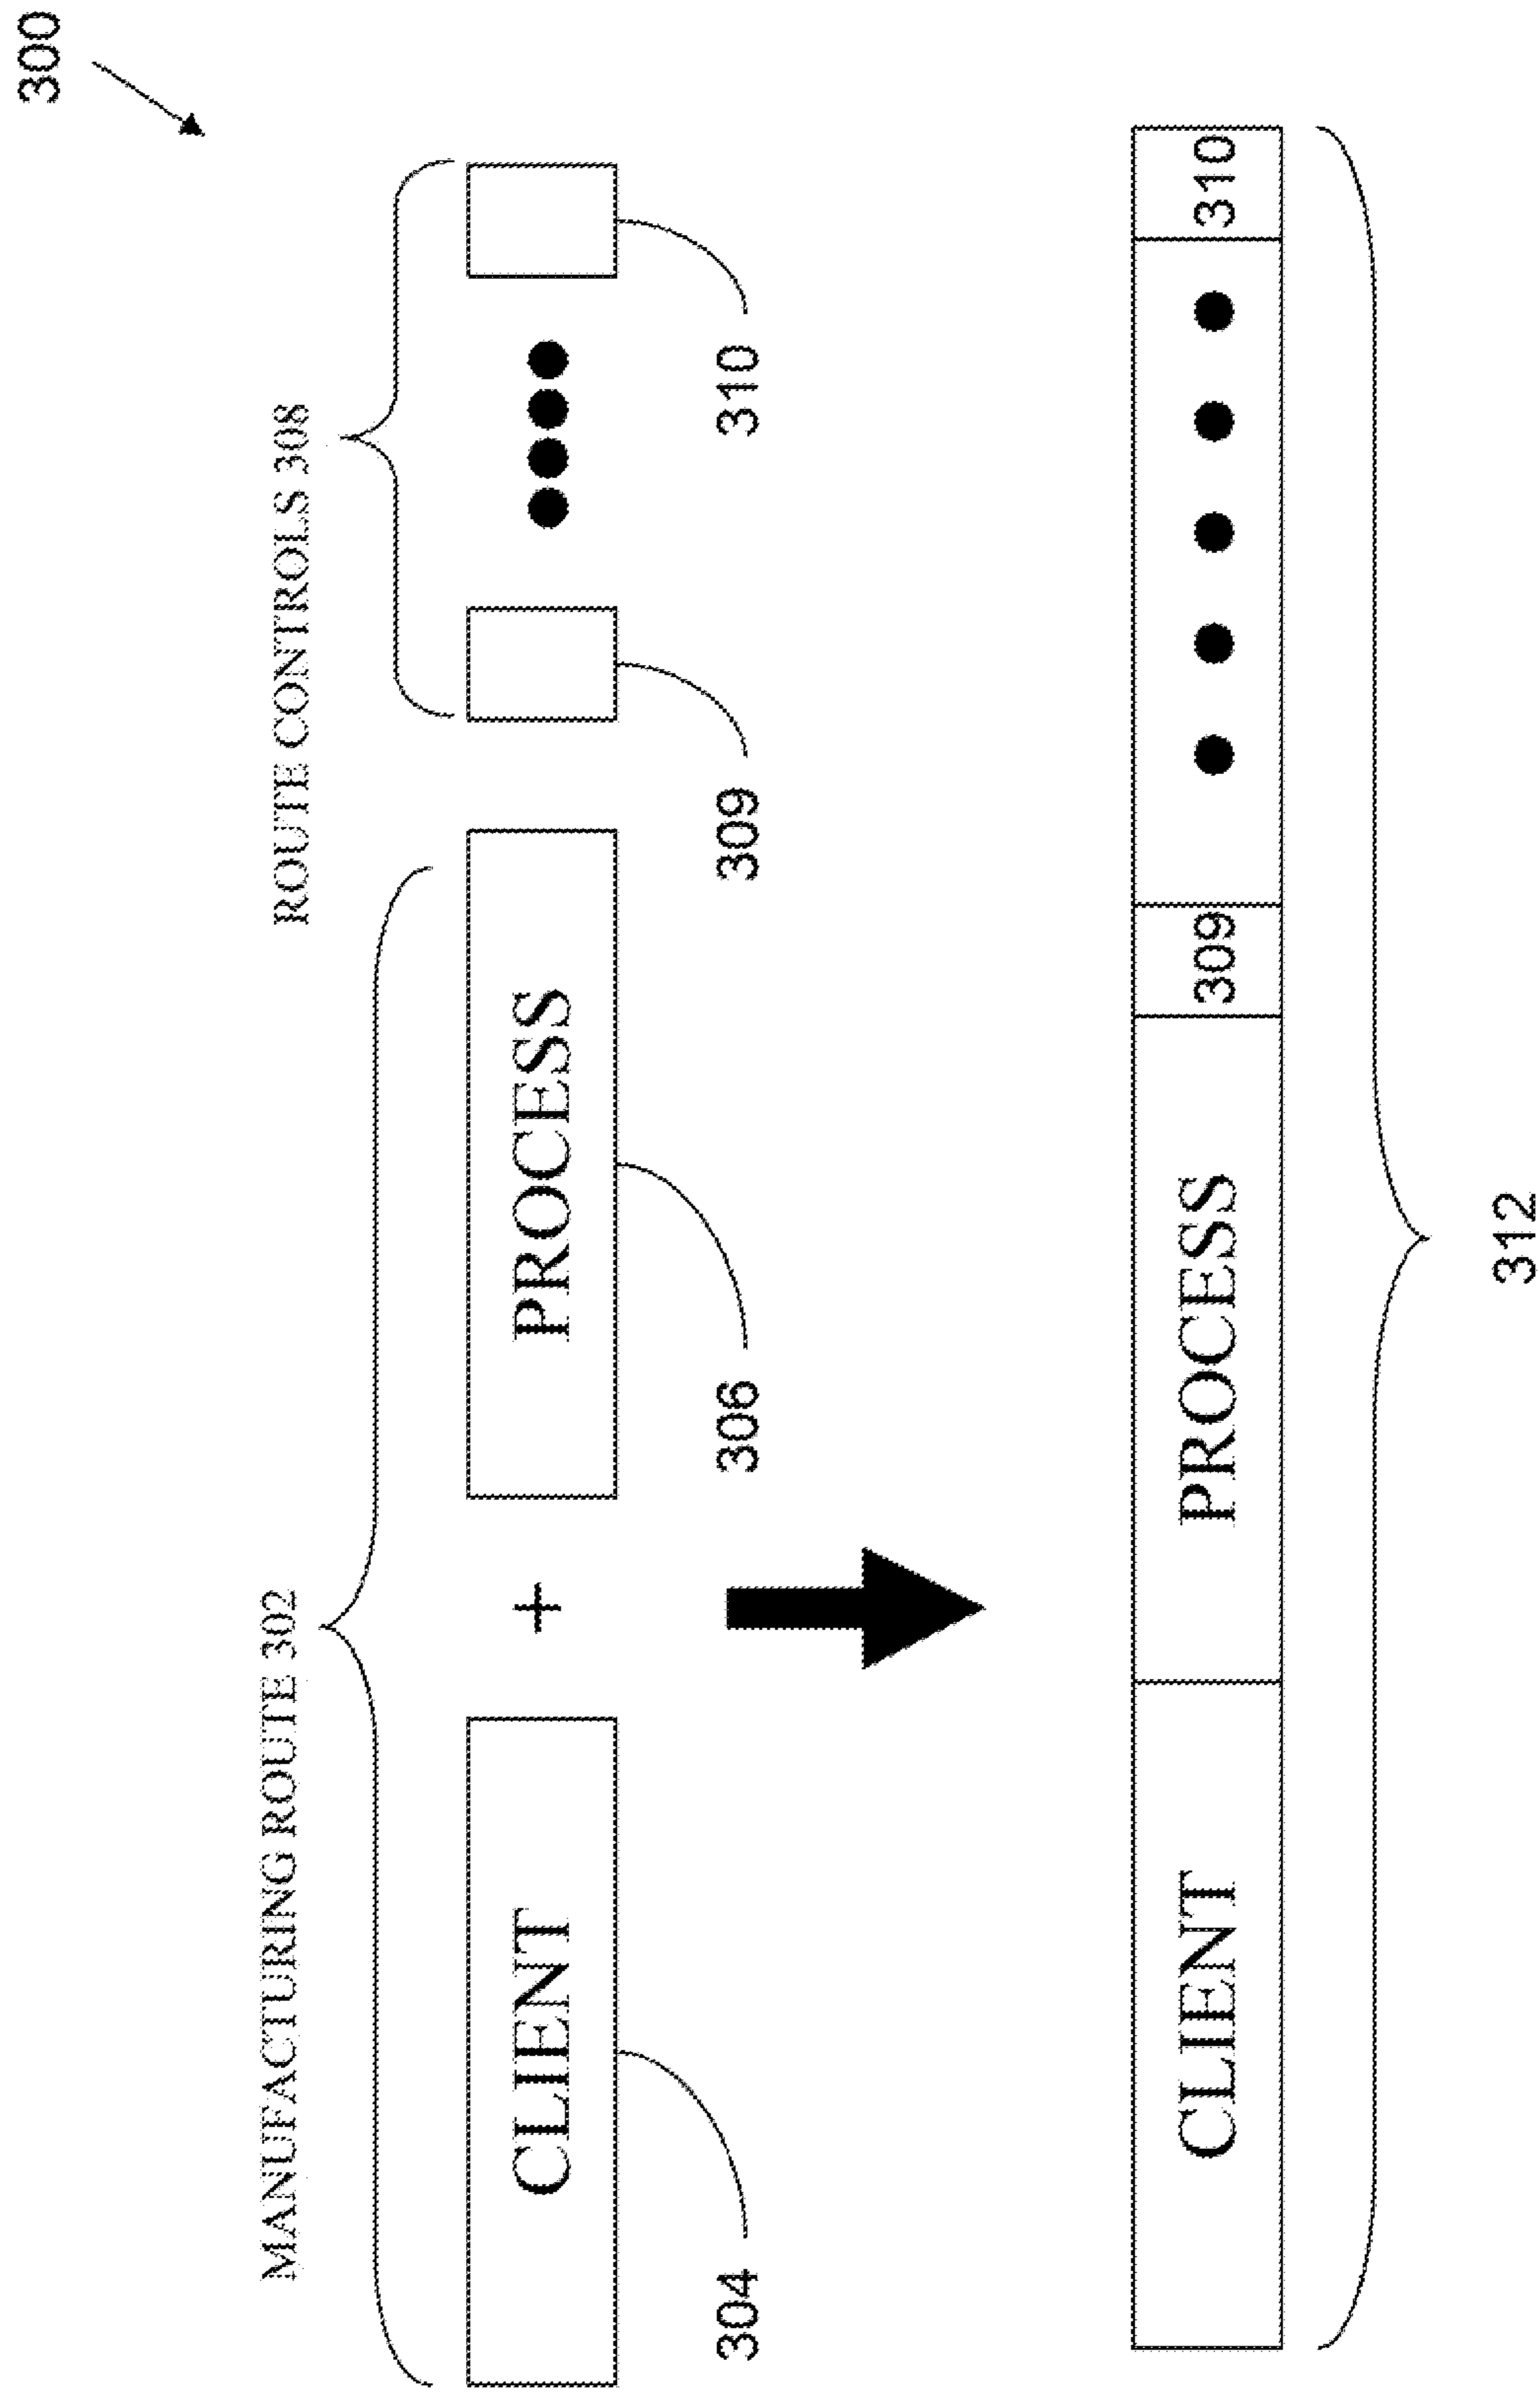 300
ROUTE CONTROLS 308
MANUFACTURING ROUTE 302
CLIENT
+
PROCESS
304
306
309
310
CLIENT
PROCESS
309
310
312